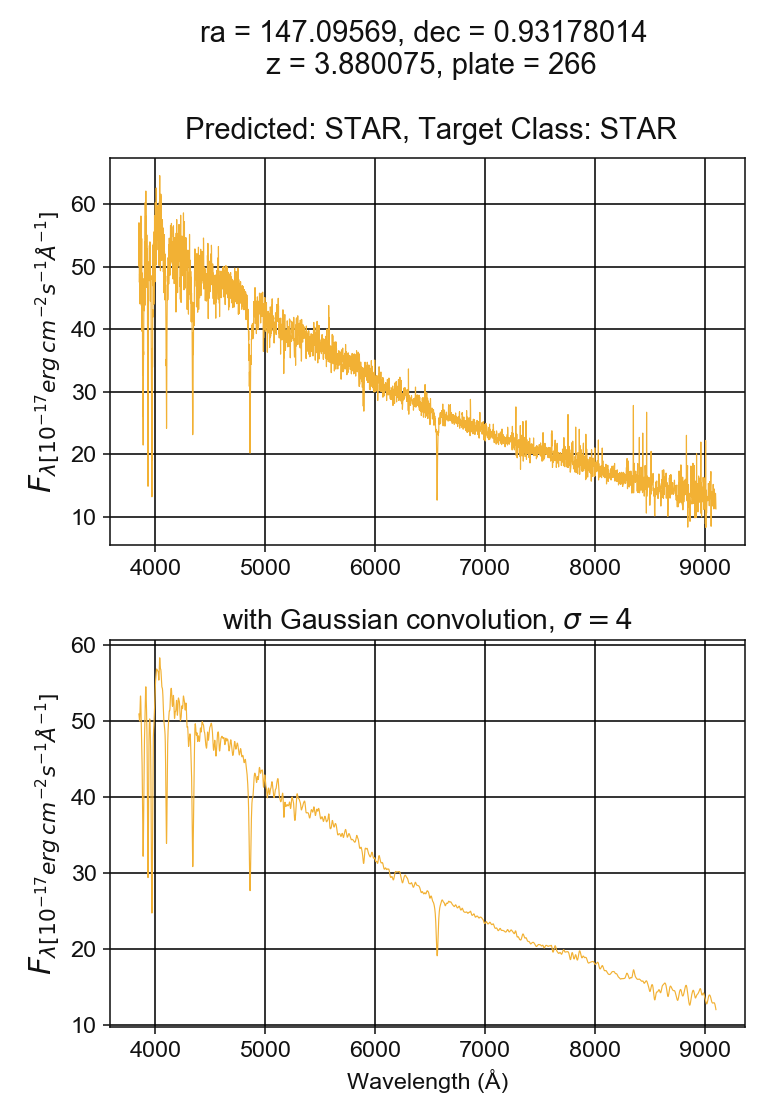 ra = 147.09569, dec = 0.93178014
z = 3.880075, plate = 266
Predicted: STAR, Target Class: STAR
F_λ[10^{-17} erg cm^{-2} s^{-1} Å^{-1}]
60
50
40
30
20
10
4000 5000 6000 7000 8000 9000
with Gaussian convolution, σ = 4
F_λ[10^{-17} erg cm^{-2} s^{-1} Å^{-1}]
60
50
40
30
20
10
4000 5000 6000 7000 8000 9000
Wavelength (Å)